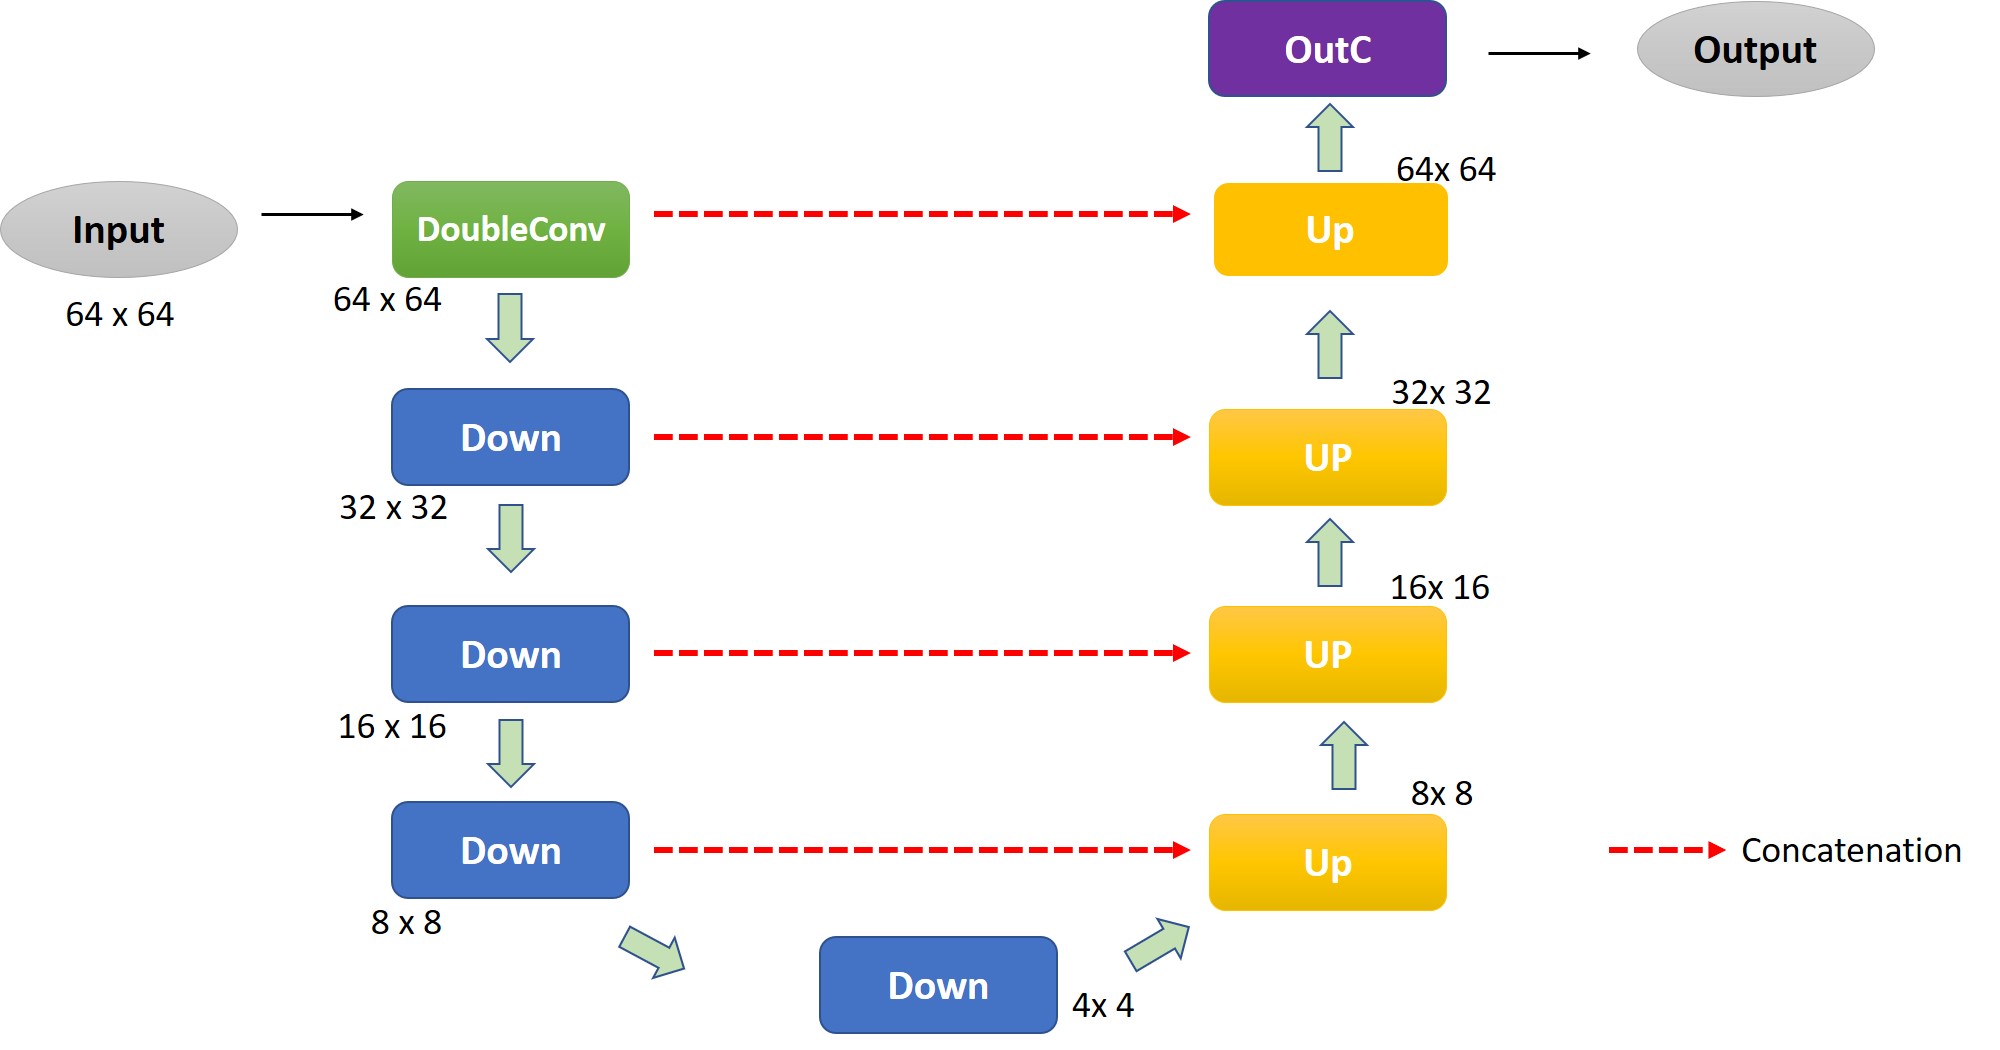 OutC
Output
64x 64
Input
DoubleConv
Up
64 x 64
64 x 64
32x 32
Down
UP
32 x 32
16x 16
Down
UP
16 x 16
8x 8
Down
Up
Concatenation
8 x 8
Down
4x 4